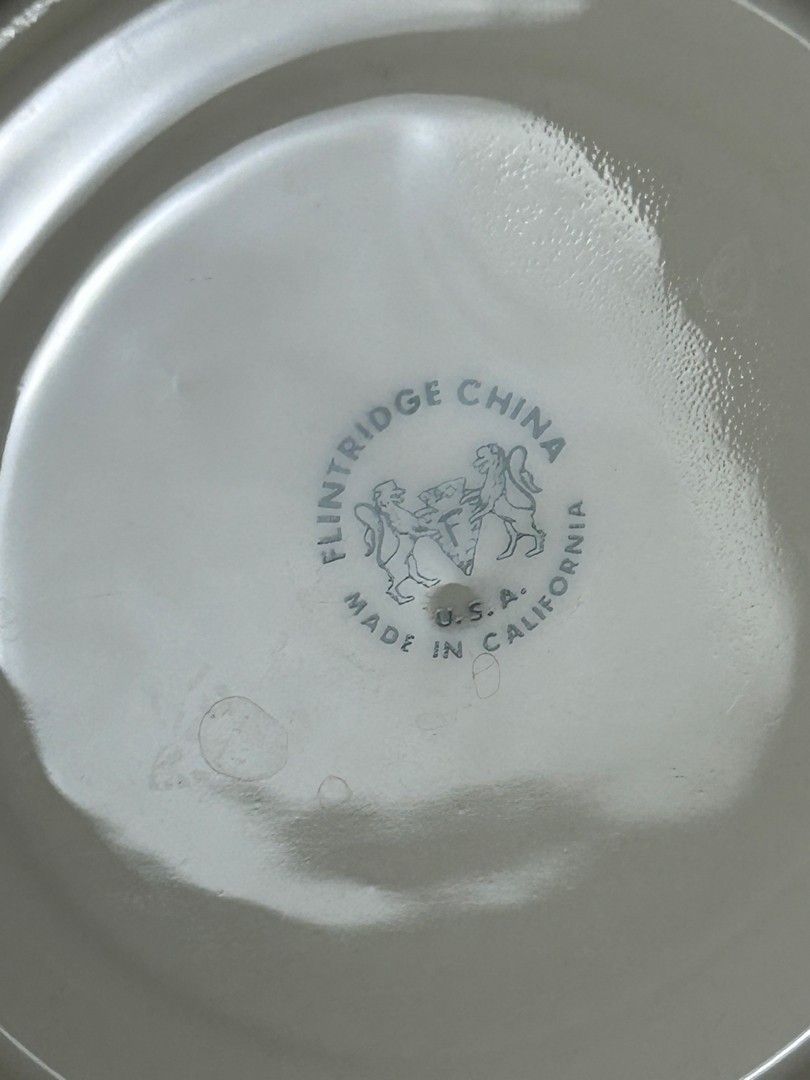 FLINTRIDGE CHINA
F
U.S.A.
MADE IN CALIFORNIA